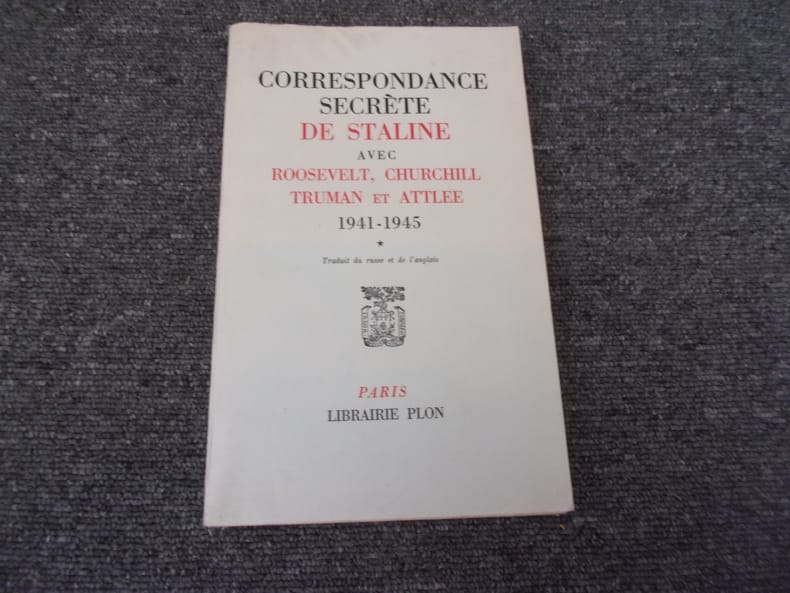 CORRESPONDANCE
SECRÈTE
DE STALINE
AVEC
ROOSEVELT, CHURCHILL
TRUMAN ET ATTLEE
1941-1945
★
Traduit du russe et de l'anglais
PARIS
LIBRAIRIE PLON